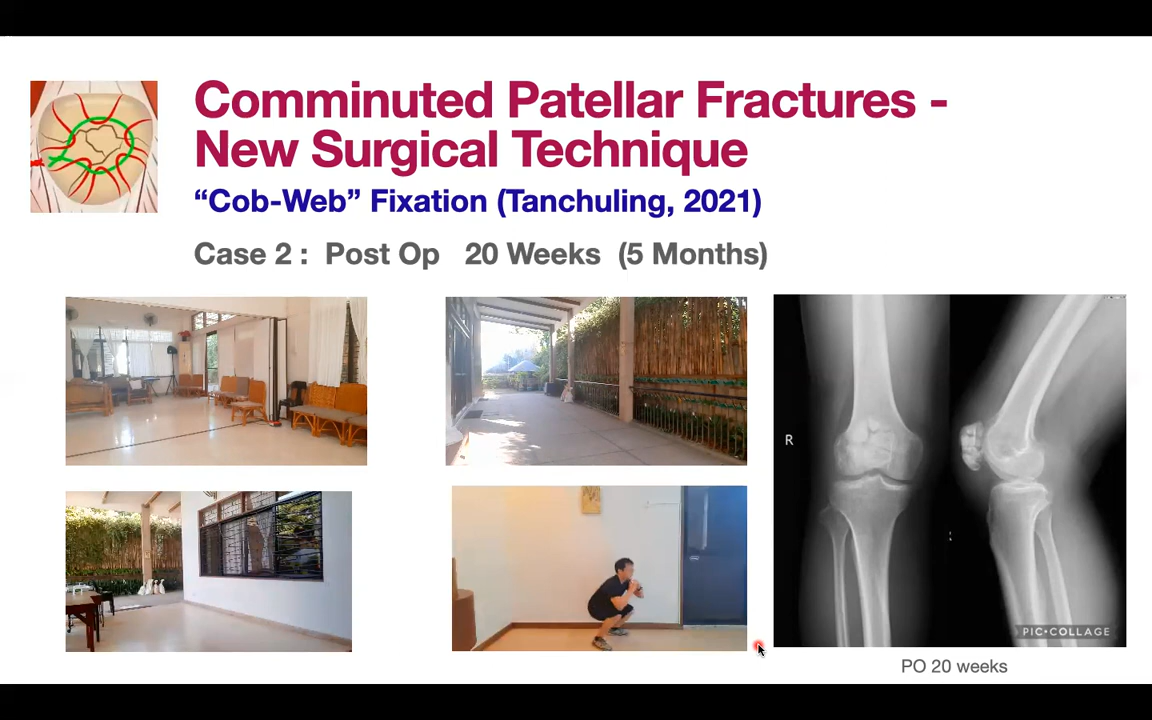 Comminuted Patellar Fractures -
New Surgical Technique
“Cob-Web” Fixation (Tanchuling, 2021)
Case 2 : Post Op 20 Weeks (5 Months)
R
PIC•COLLAGE
PO 20 weeks